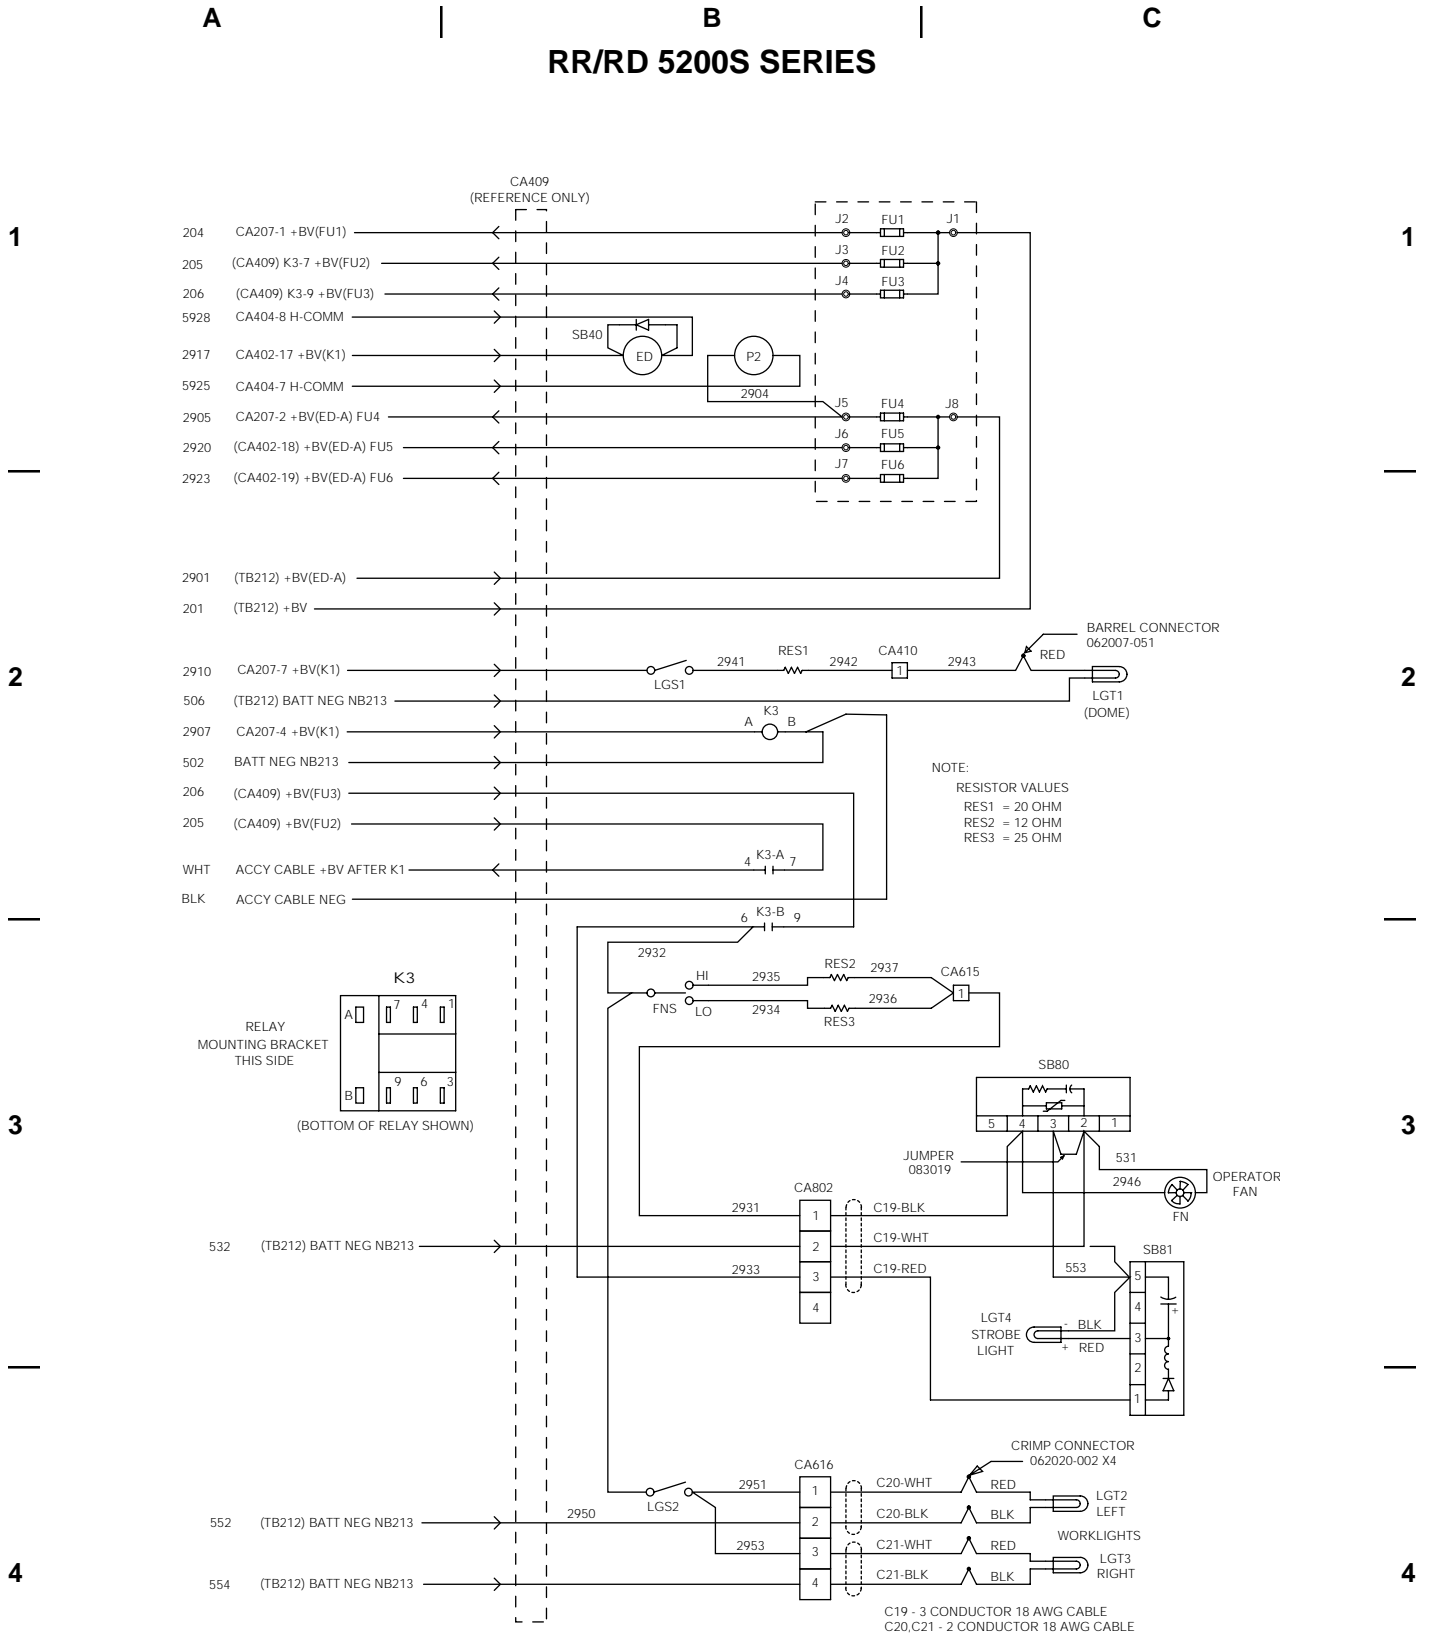 A B C
RR/RD 5200S SERIES
CA409
(REFERENCE ONLY)
1 1
204 CA207-1 +BV(FU1) J2 FU1 J1
205 (CA409) K3-7 +BV(FU2) J3 FU2
206 (CA409) K3-9 +BV(FU3) J4 FU3
5928 CA404-8 H-COMM
SB40
2917 CA402-17 +BV(K1) ED P2
5925 CA404-7 H-COMM
2904
2905 CA207-2 +BV(ED-A) FU4 J5 FU4 J8
2920 (CA402-18) +BV(ED-A) FU5 J6 FU5
2923 (CA402-19) +BV(ED-A) FU6 J7 FU6
2901 (TB212) +BV(ED-A)
201 (TB212) +BV
BARREL CONNECTOR
062007-051
2 2
2910 CA207-7 +BV(K1) LGS1 2941 RES1 2942 CA410 1 2943 RED
506 (TB212) BATT NEG NB213
LGT1
(DOME)
2907 CA207-4 +BV(K1) A K3 B
502 BATT NEG NB213
206 (CA409) +BV(FU3)
205 (CA409) +BV(FU2)
NOTE:
RESISTOR VALUES
RES1 = 20 OHM
RES2 = 12 OHM
RES3 = 25 OHM
WHT ACCY CABLE +BV AFTER K1 4 K3-A 7
BLK ACCY CABLE NEG
6 K3-B 9
2932
FNS HI 2935 RES2 2937 CA615
LO 2934 RES3 2936 1
K3
A 7 4 1
B 9 6 3
RELAY
MOUNTING BRACKET
THIS SIDE
(BOTTOM OF RELAY SHOWN)
SB80
5 4 3 2 1
3 3
JUMPER
083019
531
2946
OPERATOR
FAN
FN
CA802
2931 1 C19-BLK
532 (TB212) BATT NEG NB213 2 C19-WHT
2933 3 C19-RED
4
SB81
553 5
4
3
2
1
LGT4
STROBE
LIGHT
- BLK
+ RED
+
CRIMP CONNECTOR
062020-002 X4
CA616
LGS2 2951 1 C20-WHT RED
552 (TB212) BATT NEG NB213 2950 2 C20-BLK BLK
LGT2
LEFT
WORKLIGHTS
2953 3 C21-WHT RED
554 (TB212) BATT NEG NB213 4 C21-BLK BLK
LGT3
RIGHT
4 4
C19 - 3 CONDUCTOR 18 AWG CABLE
C20,C21 - 2 CONDUCTOR 18 AWG CABLE